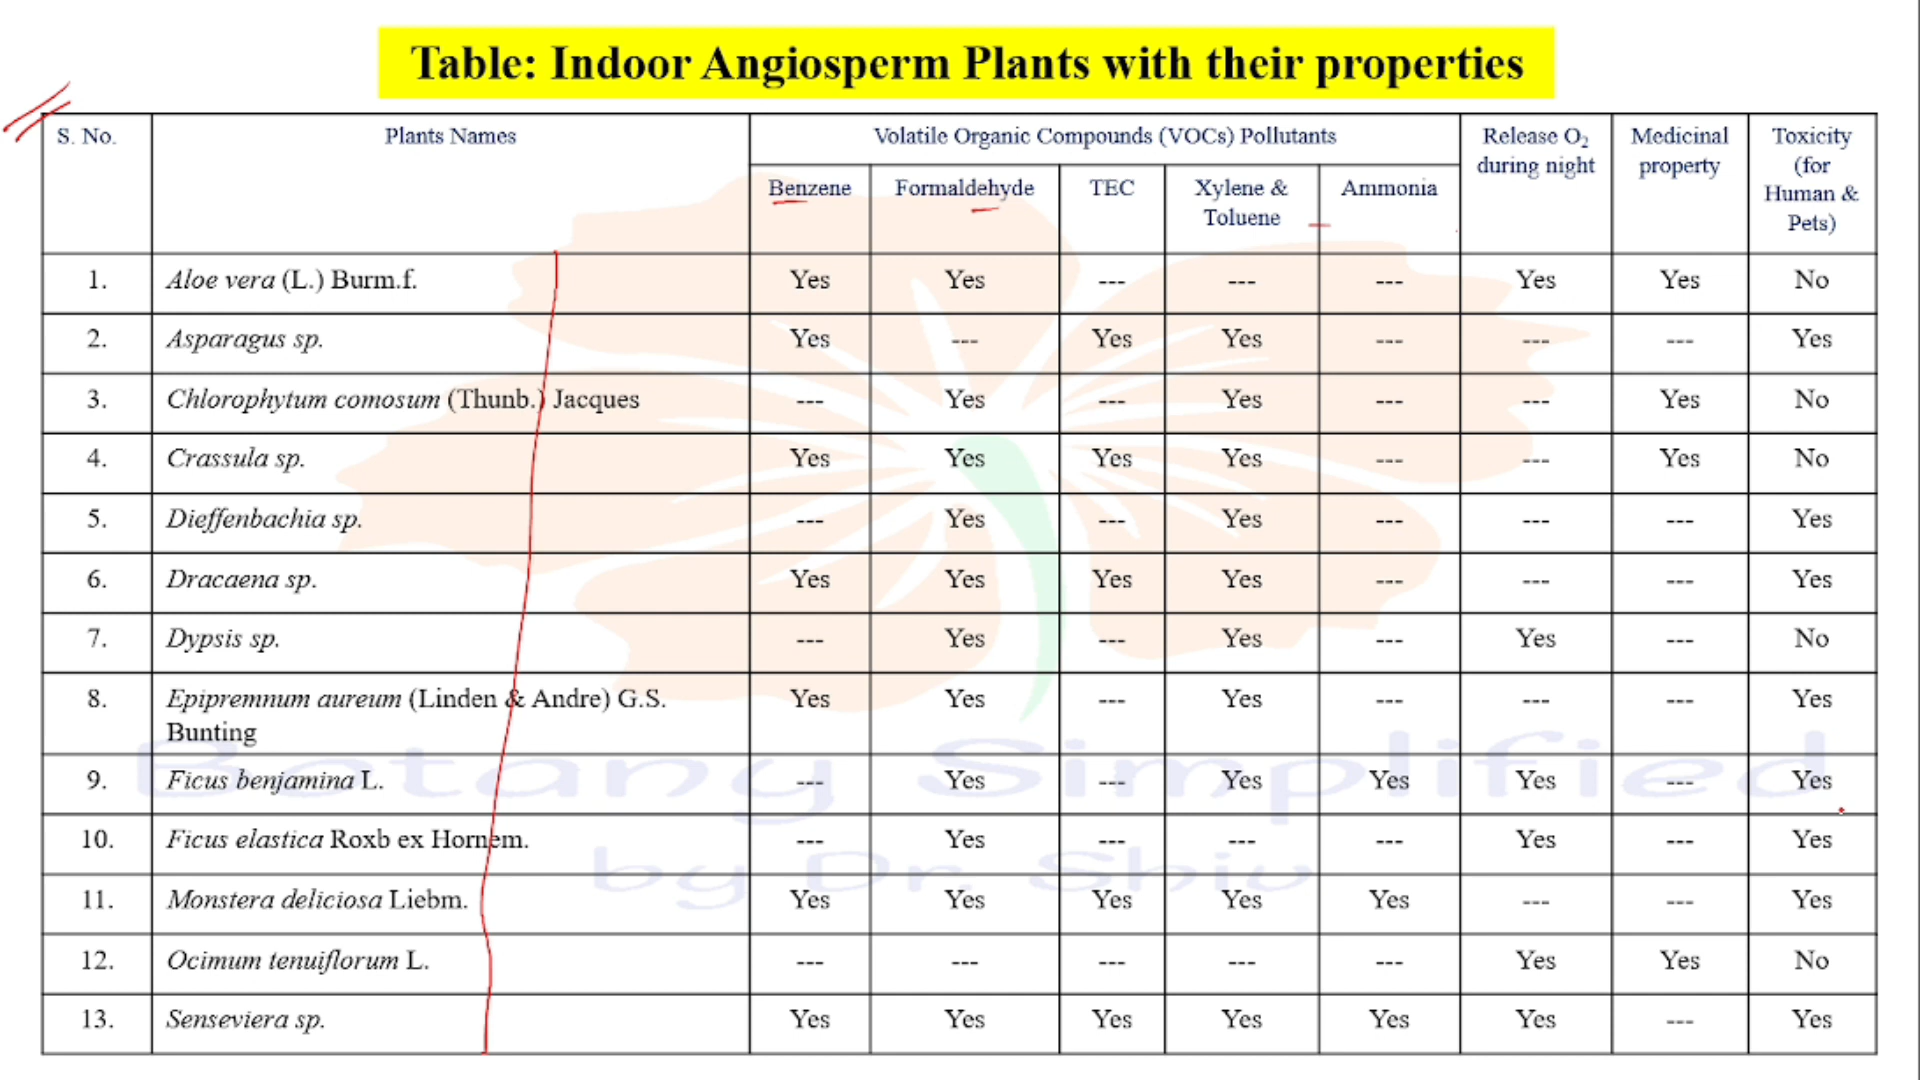 Table: Indoor Angiosperm Plants with their properties
S. No. Plants Names Volatile Organic Compounds (VOCs) Pollutants Release O₂ during night Medicinal property Toxicity (for Human & Pets)
Benzene Formaldehyde TEC Xylene & Toluene Ammonia
1. Aloe vera (L.) Burm.f. Yes Yes --- --- --- Yes Yes No
2. Asparagus sp. Yes --- Yes Yes --- --- --- Yes
3. Chlorophytum comosum (Thunb.) Jacques --- Yes --- Yes --- --- Yes No
4. Crassula sp. Yes Yes Yes Yes --- --- Yes No
5. Dieffenbachia sp. --- Yes --- Yes --- --- --- Yes
6. Dracaena sp. Yes Yes Yes Yes --- --- --- Yes
7. Dypsis sp. --- Yes --- Yes --- Yes --- No
8. Epipremnum aureum (Linden & Andre) G.S. Yes Yes --- Yes --- --- --- Yes
Bunting
9. Ficus benjamina L. --- Yes --- Yes Yes Yes --- Yes
10. Ficus elastica Roxb ex Hornem. --- Yes --- --- --- Yes --- Yes
11. Monstera deliciosa Liebm. Yes Yes Yes Yes Yes --- --- Yes
12. Ocimum tenuiflorum L. --- --- --- --- --- Yes Yes No
13. Senseviera sp. Yes Yes Yes Yes Yes Yes --- Yes
Botany Simplified
by Dr. Shiv